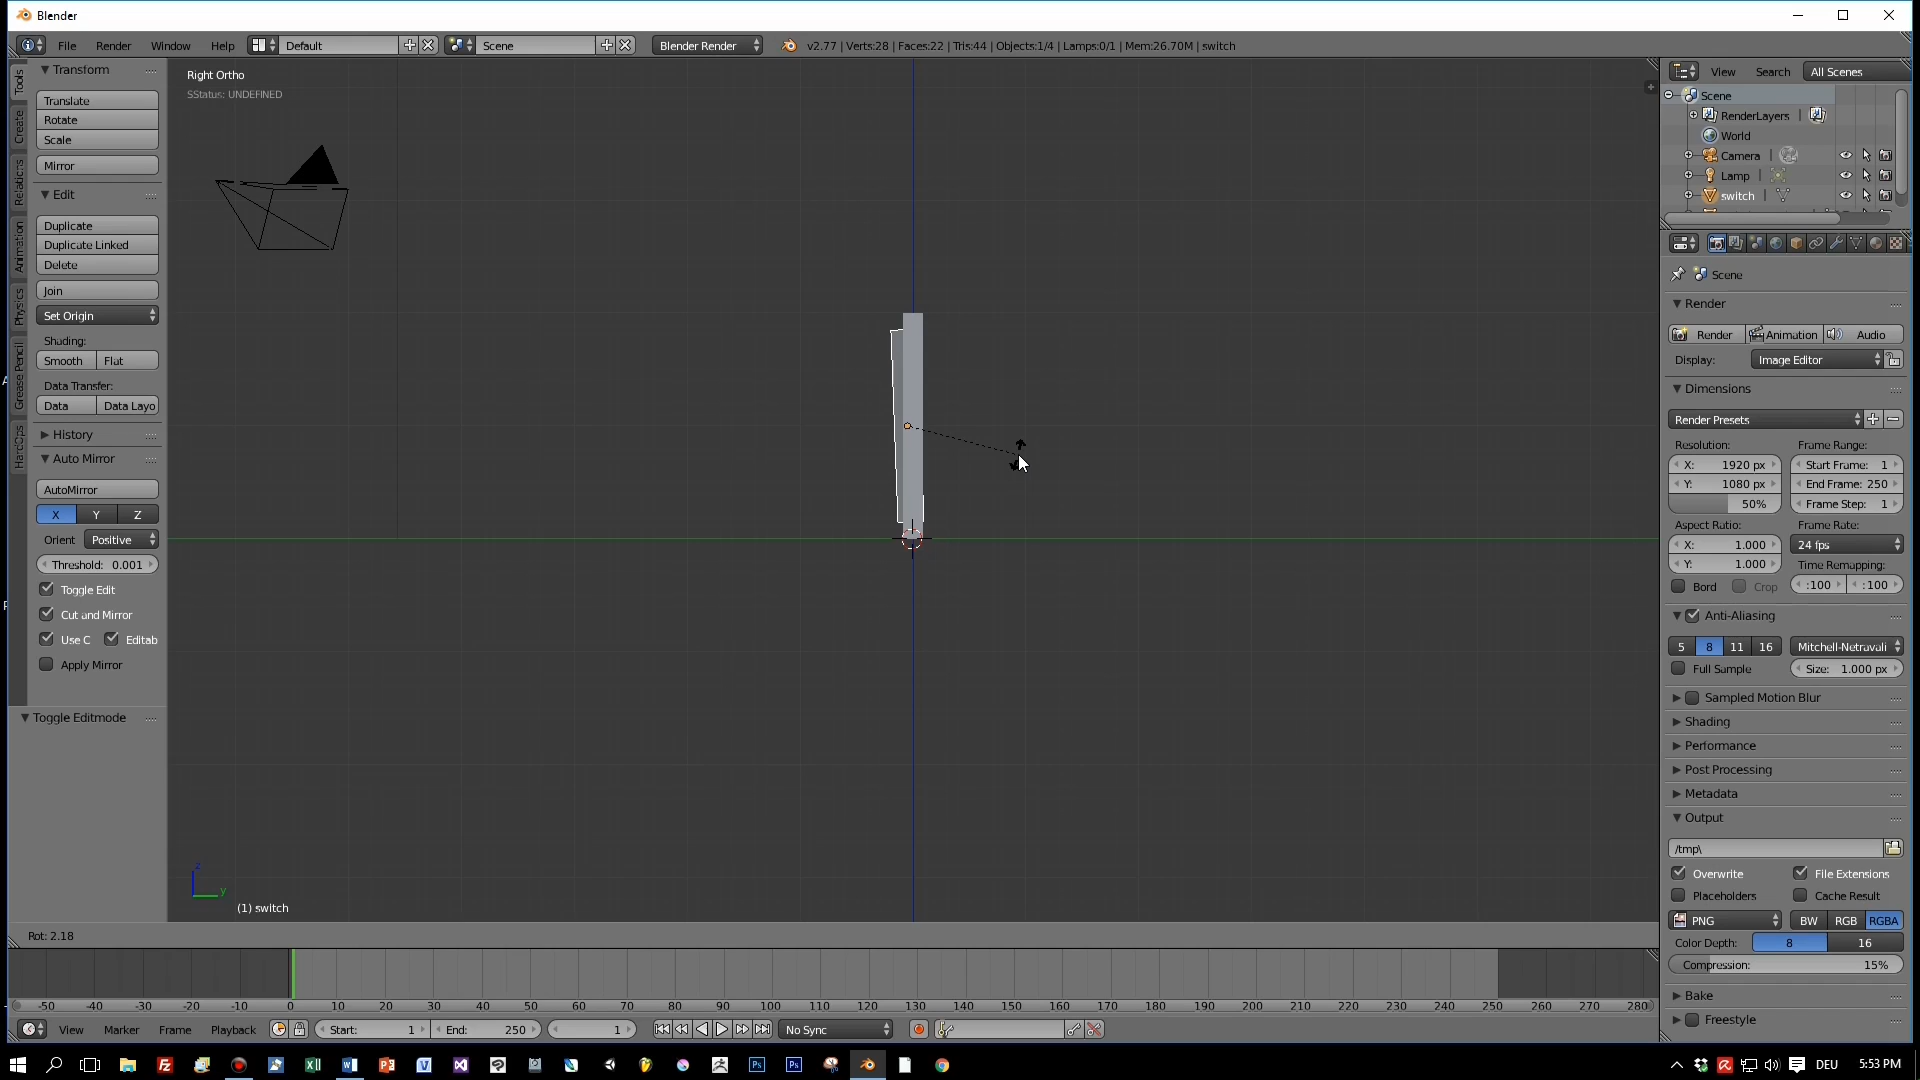 Blender
File Render Window Help Default Scene Blender Render v2.77 | Verts:28 | Faces:22 | Tris:44 | Objects:1/4 | Lamps:0/1 | Mem:26.70M | switch
Tools
Create
Relations
Animation
Physics
Grease Pencil
HardOps
Transform
Translate
Rotate
Scale
Mirror
Edit
Duplicate
Duplicate Linked
Delete
Join
Set Origin
Shading:
Smooth Flat
Data Transfer:
Data Data Layo
History
Auto Mirror
AutoMirror
X Y Z
Orient Positive
Threshold: 0.001
Toggle Edit
Cut and Mirror
Use C Editab
Apply Mirror
Toggle Editmode
Right Ortho
SStatus: UNDEFINED
z
y
(1) switch
Rot: 2.18
View Search All Scenes
Scene
RenderLayers
World
Camera
Lamp
switch
Scene
Render
Render Animation Audio
Display: Image Editor
Dimensions
Render Presets
Resolution: Frame Range:
X: 1920 px Start Frame: 1
Y: 1080 px End Frame: 250
50% Frame Step: 1
Aspect Ratio: Frame Rate:
X: 1.000 24 fps
Y: 1.000 Time Remapping:
Bord Crop :100 :100
Anti-Aliasing
5 8 11 16 Mitchell-Netravali
Full Sample Size: 1.000 px
Sampled Motion Blur
Shading
Performance
Post Processing
Metadata
Output
/tmp\
Overwrite File Extensions
Placeholders Cache Result
PNG BW RGB RGBA
Color Depth: 8 16
Compression: 15%
Bake
Freestyle
-50 -40 -30 -20 -10 0 10 20 30 40 50 60 70 80 90 100 110 120 130 140 150 160 170 180 190 200 210 220 230 240 250 260 270 280
View Marker Frame Playback Start: 1 End: 250 1 No Sync
DEU 5:53 PM